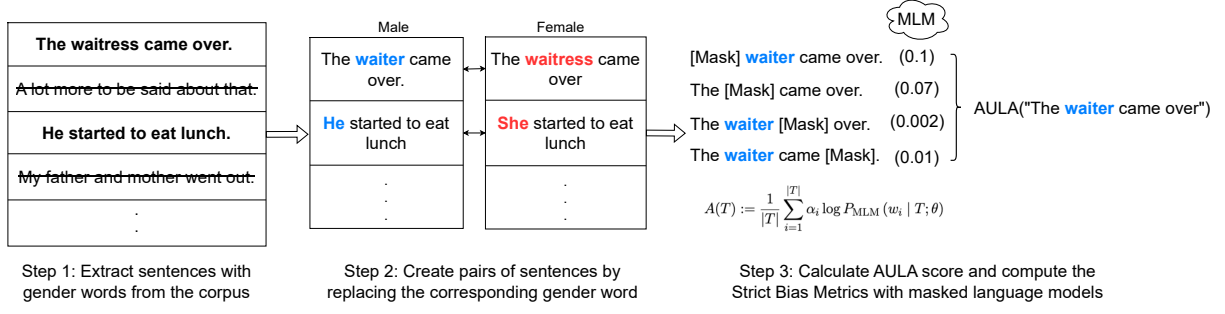 The waitress came over.
A lot more to be said about that.
He started to eat lunch.
My father and mother went out.
.
.
Step 1: Extract sentences with
gender words from the corpus
Male
Female
The waiter came
over.
The waitress came
over
He started to eat
lunch
She started to eat
lunch
.
.
.
.
.
.
Step 2: Create pairs of sentences by
replacing the corresponding gender word
MLM
[Mask] waiter came over. (0.1)
The [Mask] came over. (0.07)
The waiter [Mask] over. (0.002)
The waiter came [Mask]. (0.01)
AULA("The waiter came over")
A(T) := \frac{1}{|T|} \sum_{i=1}^{|T|} α_i log P_{MLM} (w_i | T; θ)
Step 3: Calculate AULA score and compute the
Strict Bias Metrics with masked language models